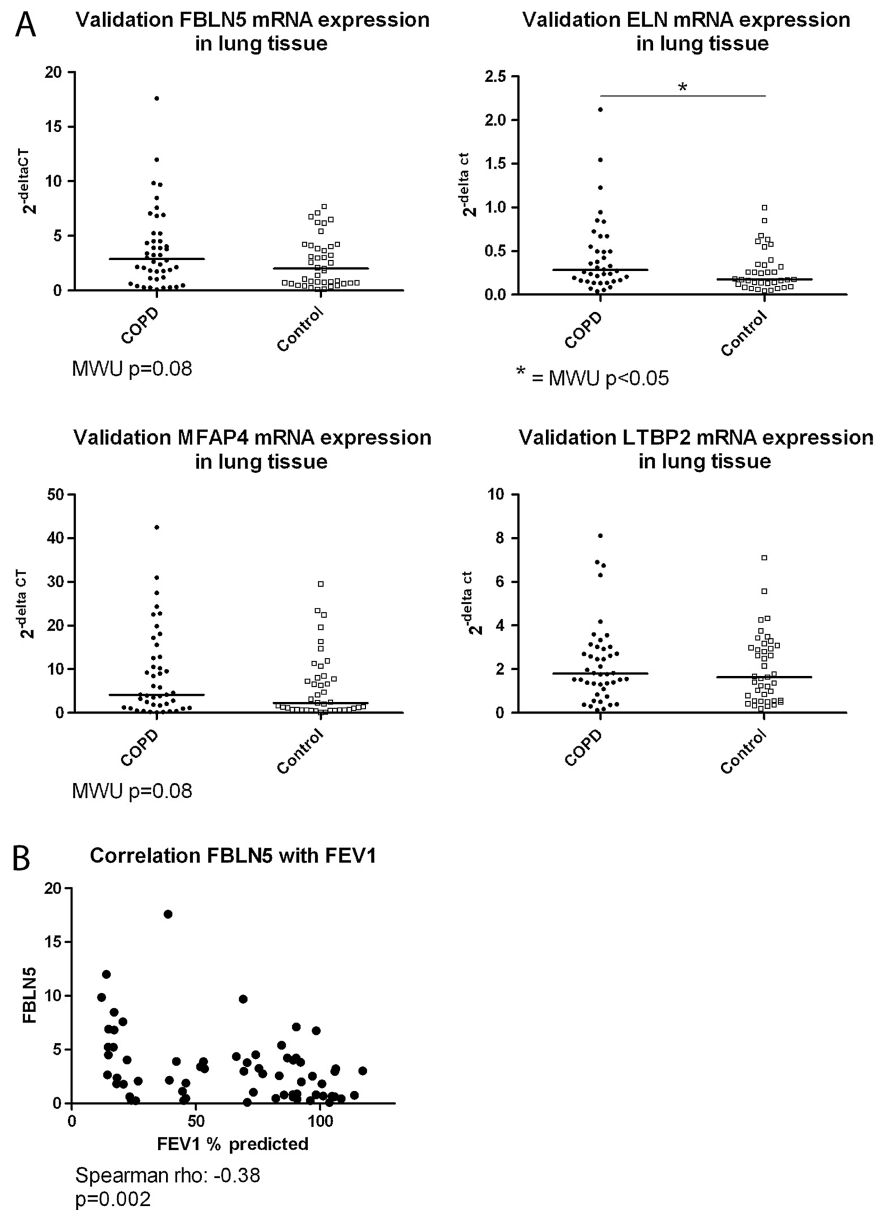 A
Validation FBLN5 mRNA expression
in lung tissue
20
15
10
5
0
2-deltaCT
COPD
Control
MWU p=0.08
Validation ELN mRNA expression
in lung tissue
2.5
2.0
1.5
1.0
0.5
0.0
2-delta ct
*
COPD
Control
* = MWU p<0.05
Validation MFAP4 mRNA expression
in lung tissue
50
40
30
20
10
0
2-delta CT
COPD
Control
MWU p=0.08
Validation LTBP2 mRNA expression
in lung tissue
10
8
6
4
2
0
2-delta ct
COPD
Control
B
Correlation FBLN5 with FEV1
20
15
10
5
0
FBLN5
0
50
100
FEV1 % predicted
Spearman rho: -0.38
p=0.002